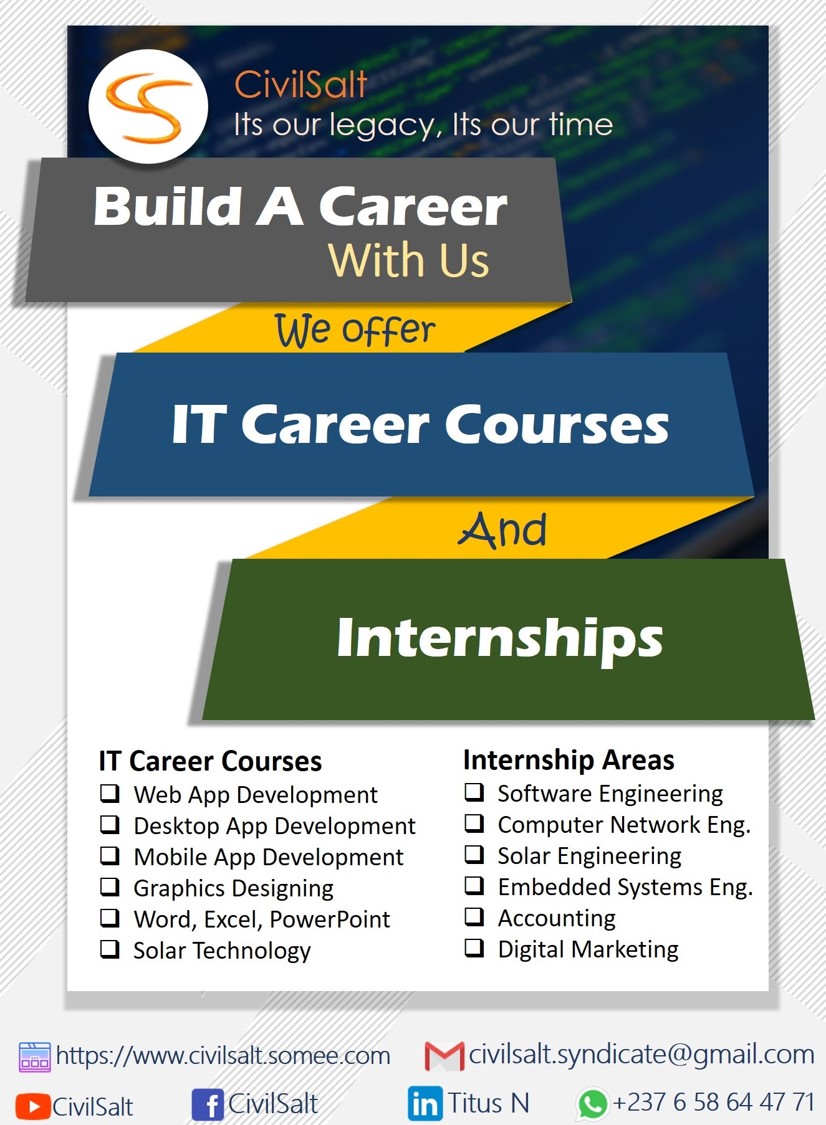 CivilSalt
Its our legacy, Its our time
Build A Career
With Us
We offer
IT Career Courses
And
Internships
IT Career Courses
❑ Web App Development
❑ Desktop App Development
❑ Mobile App Development
❑ Graphics Designing
❑ Word, Excel, PowerPoint
❑ Solar Technology
Internship Areas
❑ Software Engineering
❑ Computer Network Eng.
❑ Solar Engineering
❑ Embedded Systems Eng.
❑ Accounting
❑ Digital Marketing
https://www.civilsalt.somee.com
civilsalt.syndicate@gmail.com
CivilSalt
CivilSalt
Titus N
+237 6 58 64 47 71